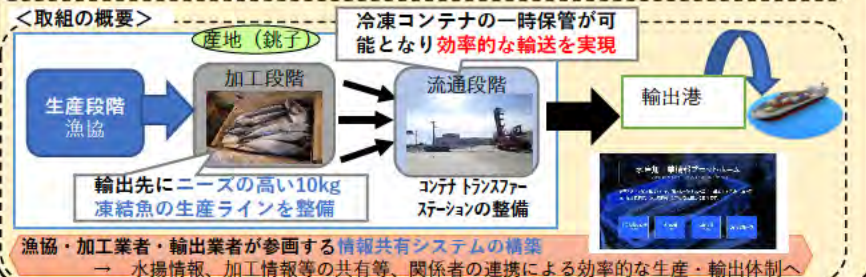 ＜取組の概要＞
産地（銚子）
冷凍コンテナの一時保管が可
能となり効率的な輸送を実現
生産段階
漁協
加工段階
流通段階
輸出港
輸出先にニーズの高い10kg
凍結魚の生産ラインを整備
コンテナトランスファー
ステーションの整備
漁協・加工業者・輸出業者が参画する情報共有システムの構築
→ 水揚情報、加工情報等の共有等、関係者の連携による効率的な生産・輸出体制へ